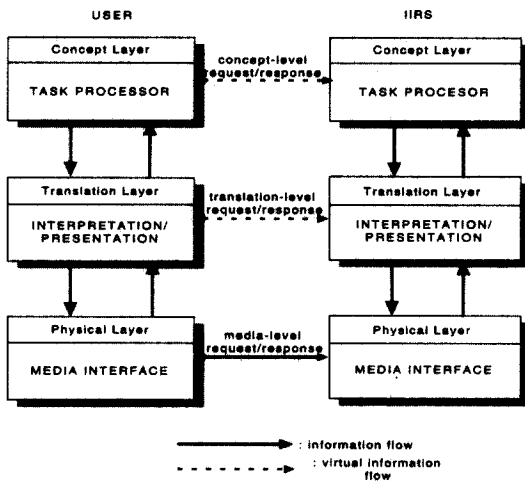 USER
IIRS
Concept Layer
TASK PROCESSOR
concept-level
request/response
Concept Layer
TASK PROCESOR
Translation Layer
INTERPRETATION/
PRESENTATION
translation-level
request/response
Translation Layer
INTERPRETATION/
PRESENTATION
Physical Layer
MEDIA INTERFACE
media-level
request/response
Physical Layer
MEDIA INTERFACE
: information flow
: virtual information
flow